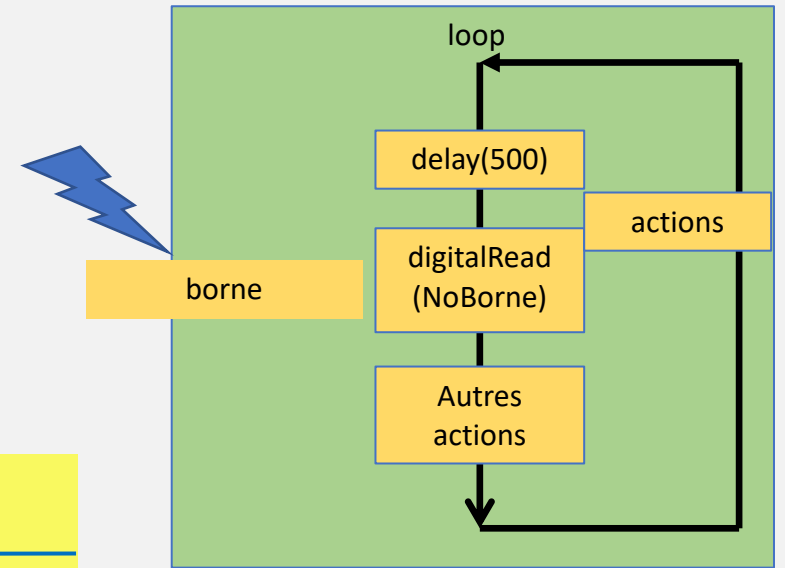 loop
delay(500)
actions
digitalRead
(NoBorne)
borne
Autres
actions